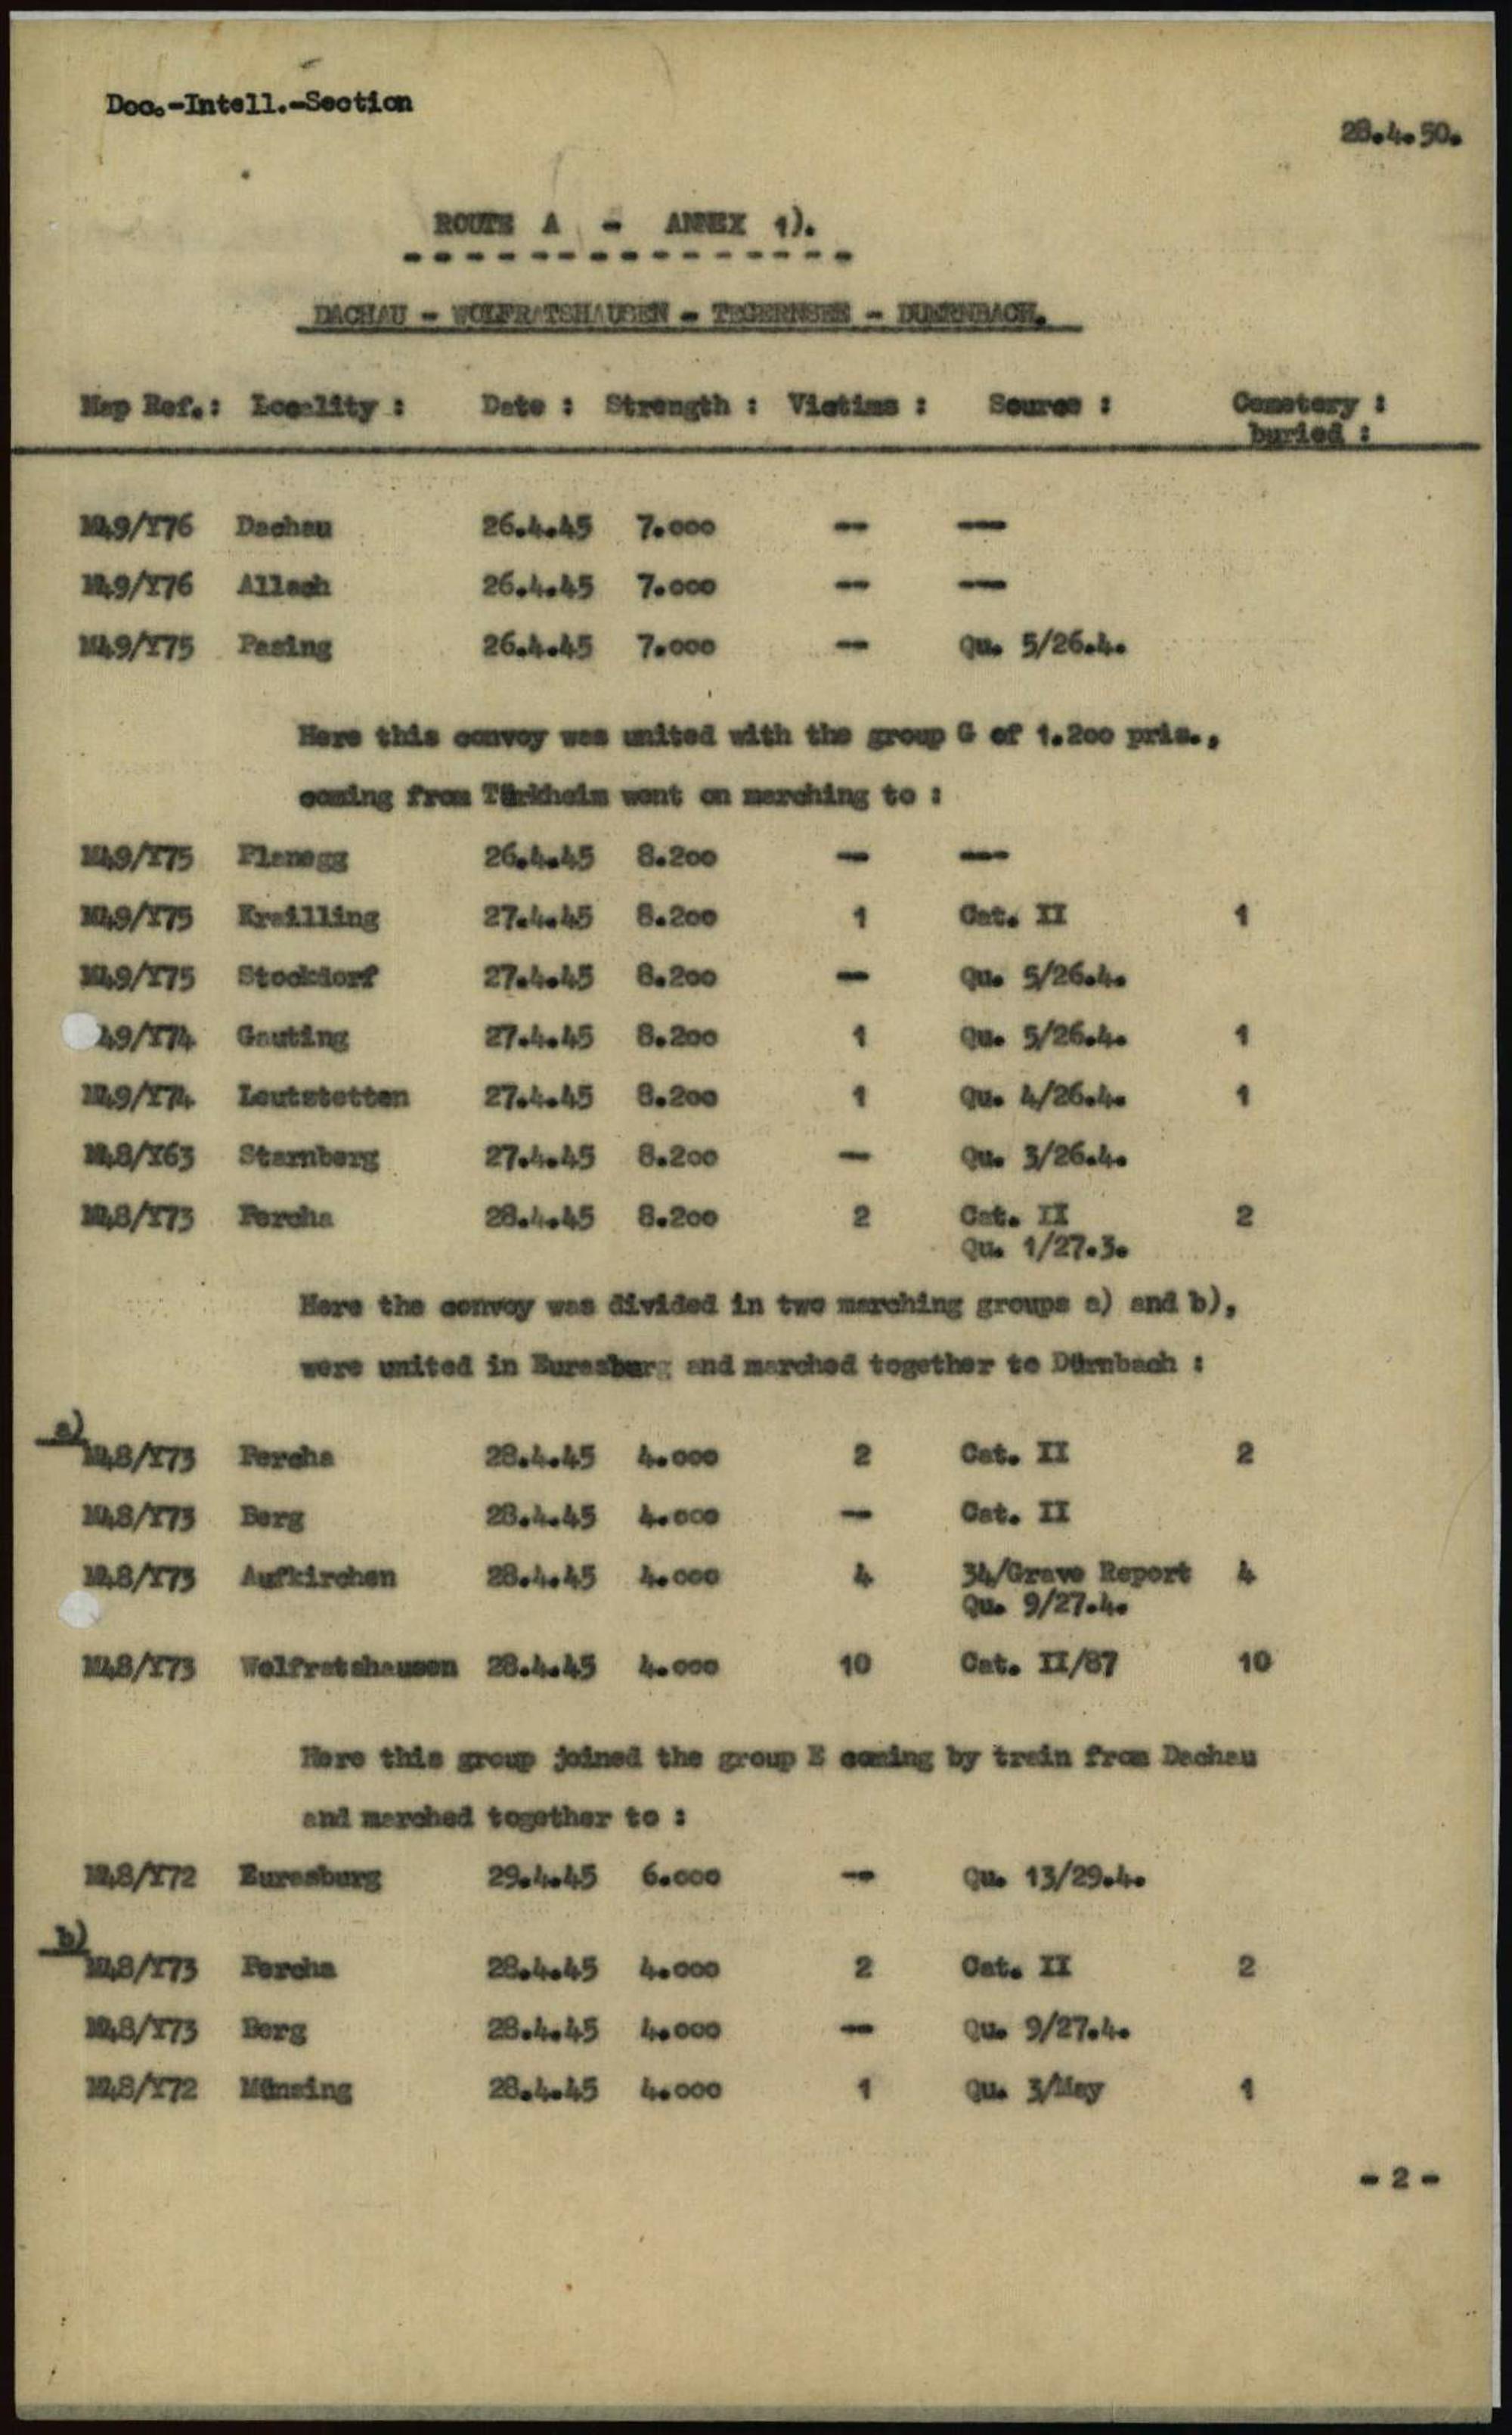 Doc.-Intell.-Section
28.4.50.
ROUTE A - ANNEX 1).
- - - - - - - - - - - - - - -
DACHAU - WOLFRATSHAUSEN - TEGERNSEE - DUERNBACH.
Map Ref.: Locality : Date : Strength : Victims : Source : Cemetery :
buried :
M49/Y76 Dachau 26.4.45 7.000 -- ---
M49/Y76 Allach 26.4.45 7.000 -- ---
M49/Y75 Pasing 26.4.45 7.000 -- Qu. 5/26.4.
Here this convoy was united with the group G of 1.200 pris.,
coming from Türkheim went on marching to :
M49/Y75 Planegg 26.4.45 8.200 -- ---
M49/Y75 Krailling 27.4.45 8.200 1 Cat. II 1
M49/Y75 Stockdorf 27.4.45 8.200 -- Qu. 5/26.4.
49/Y74 Gauting 27.4.45 8.200 1 Qu. 5/26.4. 1
M49/Y74 Leutstetten 27.4.45 8.200 1 Qu. 4/26.4. 1
M48/Y63 Starnberg 27.4.45 8.200 -- Qu. 3/26.4.
M48/Y73 Percha 28.4.45 8.200 2 Cat. II 2
Qu. 1/27.3.
Here the convoy was divided in two marching groups a) and b),
were united in Eurasburg and marched together to Dürnbach :
a)
M48/Y73 Percha 28.4.45 4.000 2 Cat. II 2
M48/Y73 Berg 28.4.45 4.000 -- Cat. II
M48/Y73 Aufkirchen 28.4.45 4.000 4 34/Grave Report 4
Qu. 9/27.4.
M48/Y73 Wolfratshausen 28.4.45 4.000 10 Cat. II/87 10
Here this group joined the group E coming by train from Dachau
and marched together to :
M48/Y72 Eurasburg 29.4.45 6.000 -- Qu. 13/29.4.
b)
M48/Y73 Percha 28.4.45 4.000 2 Cat. II 2
M48/Y73 Berg 28.4.45 4.000 -- Qu. 9/27.4.
M48/Y72 Münsing 28.4.45 4.000 1 Qu. 3/May 1
- 2 -